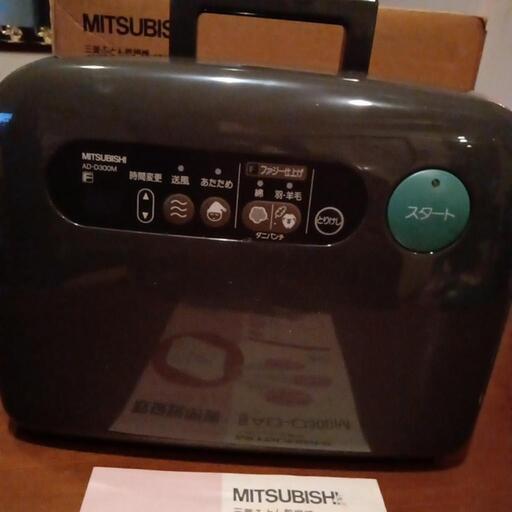 MITSUBIS
三菱ふとん乾燥機
MITSUBISHI
AD-D300M
F
時間変更
送風
あたため
F ファジー仕上げ
綿
羽・羊毛
ダニパンチ
とりけし
スタート
MITSUBISHI
三菱ふとん乾燥機